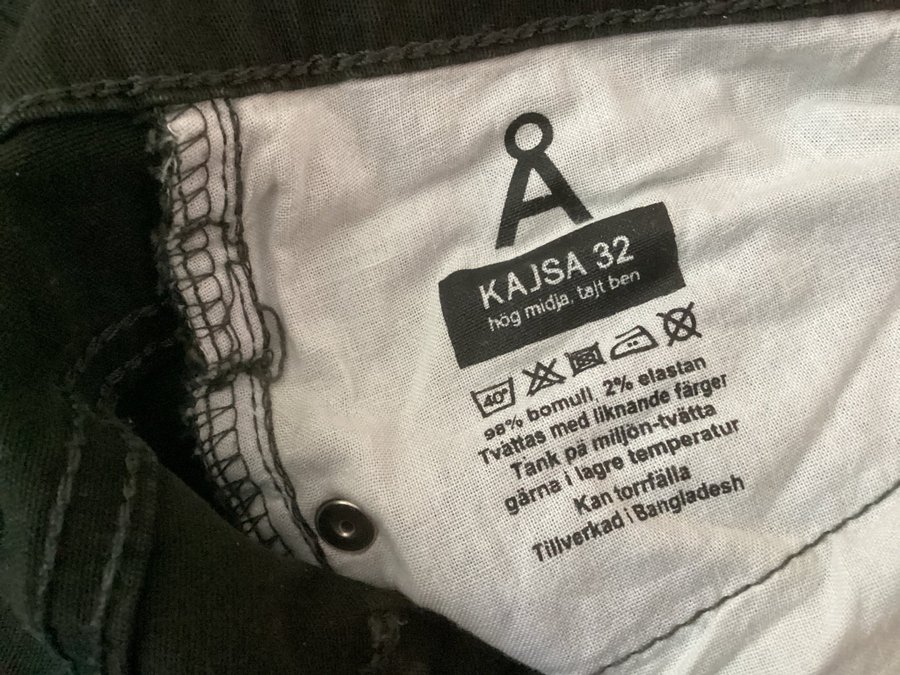 Å
KAJSA 32
hög midja, tajt ben
40°
98% bomull, 2% elastan
Tvättas med liknande färger
Tänk på miljön-tvätta
gärna i lägre temperatur
Kan torrfälla
Tillverkad i Bangladesh